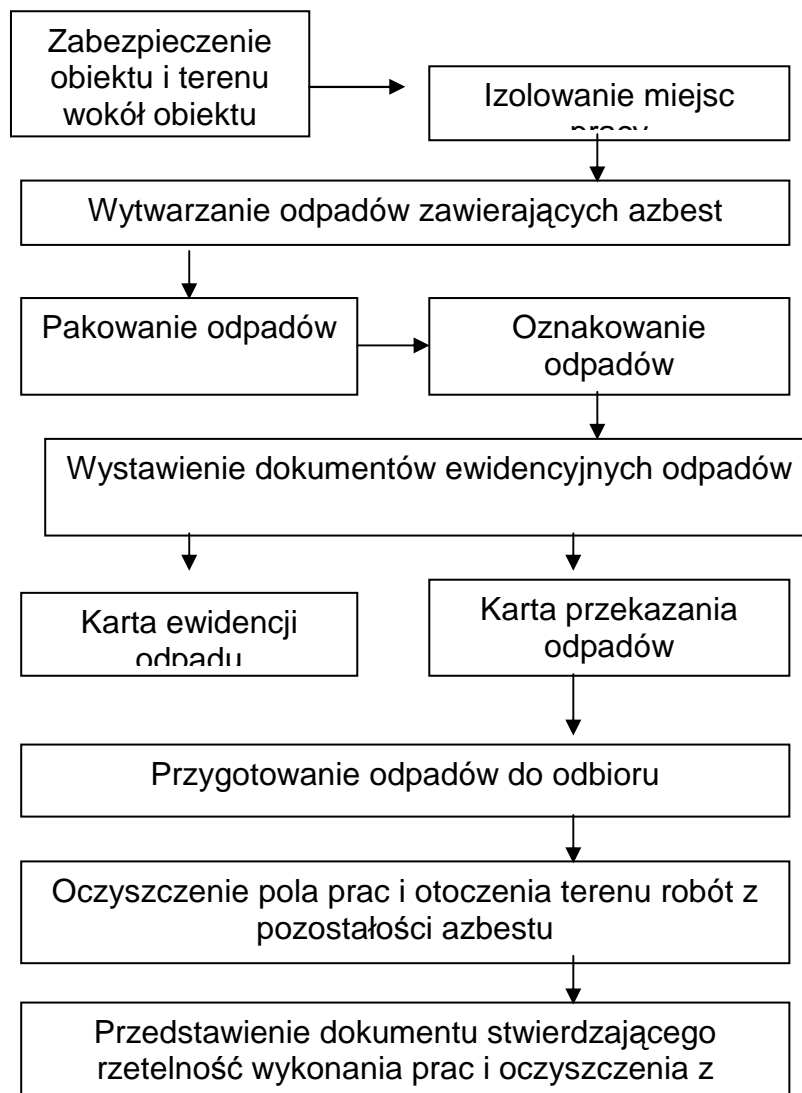 Zabezpieczenie
obiektu i terenu
wokół obiektu
Izolowanie miejsc
pracy
Wytwarzanie odpadów zawierających azbest
Pakowanie odpadów
Oznakowanie
odpadów
Wystawienie dokumentów ewidencyjnych odpadów
Karta ewidencji
odpadu
Karta przekazania
odpadów
Przygotowanie odpadów do odbioru
Oczyszczenie pola prac i otoczenia terenu robót z
pozostałości azbestu
Przedstawienie dokumentu stwierdzającego
rzetelność wykonania prac i oczyszczenia z